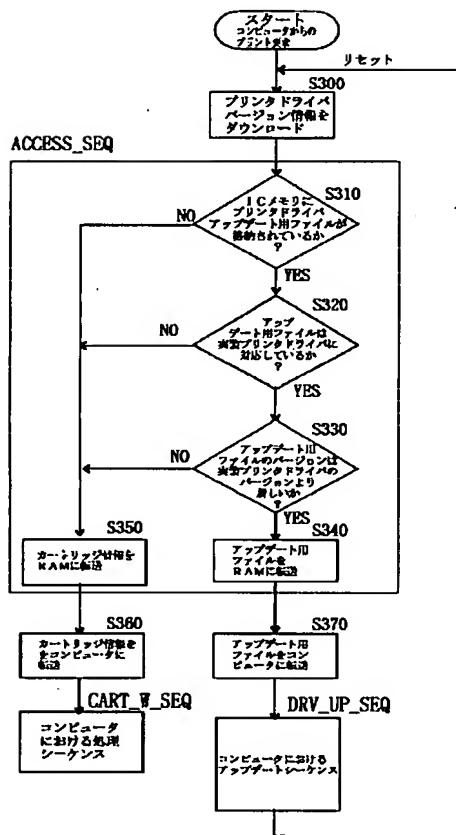 スタート
コンピュータからの
プリント要求
リセット
S300
プリンタドライバ
バージョン情報を
ダウンロード
ACCESS_SEQ
S310
ICメモリに
プリンタドライバ
アップデート用ファイルが
格納されているか
?
NO
YES
S320
アップ
デート用ファイルは
実装プリンタドライバに
対応しているか
?
NO
YES
S330
アップデート用
ファイルのバージョンは
実装プリンタドライバの
バージョンより
新しいか
?
NO
YES
S350
カートリッジ情報を
RAMに転送
S340
アップデート用
ファイルを
RAMに転送
S360
カートリッジ情報を
をコンピュータに
転送
S370
アップデート用
ファイルをコン
ピュータに転送
CART_W_SEQ
コンピュータ
における処理
シーケンス
DRV_UP_SEQ
コンピュータにおける
アップデートシーケンス